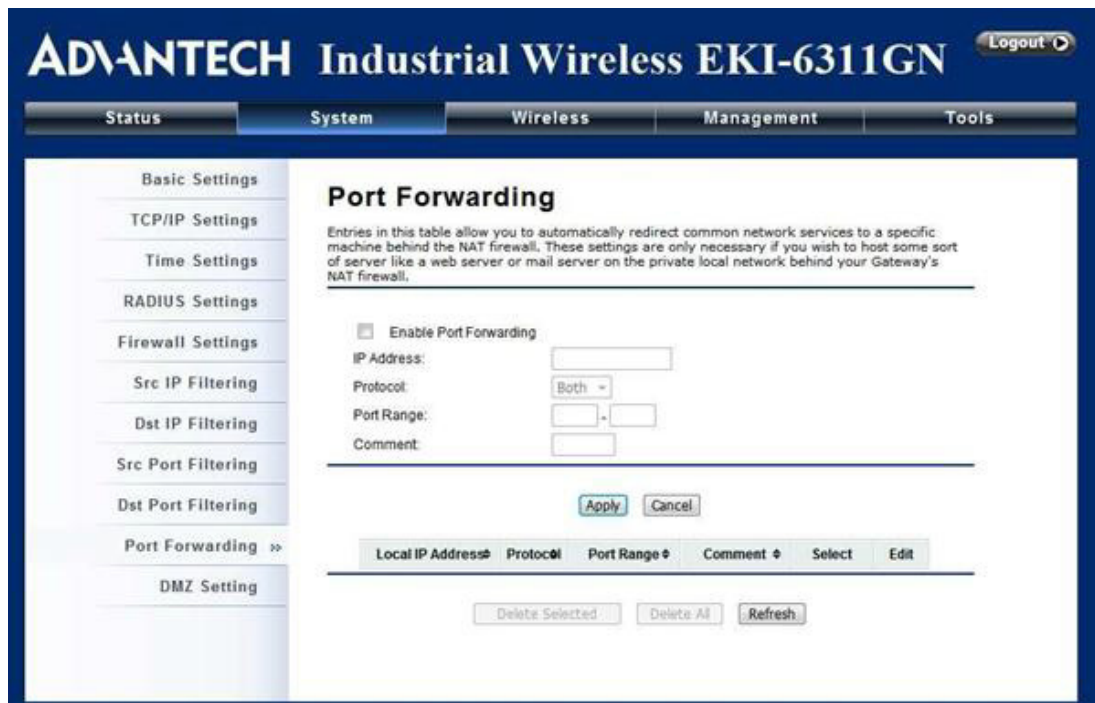 ADVANTECH Industrial Wireless EKI-6311GN
Logout
Status System Wireless Management Tools
Basic Settings
TCP/IP Settings
Time Settings
RADIUS Settings
Firewall Settings
Src IP Filtering
Dst IP Filtering
Src Port Filtering
Dst Port Filtering
Port Forwarding »
DMZ Setting
Port Forwarding
Entries in this table allow you to automatically redirect common network services to a specific
machine behind the NAT firewall. These settings are only necessary if you wish to host some sort
of server like a web server or mail server on the private local network behind your Gateway's
NAT firewall.
Enable Port Forwarding
IP Address:
Protocol: Both
Port Range: -
Comment:
Apply Cancel
Local IP Address Protocol Port Range Comment Select Edit
Delete Selected Delete All Refresh